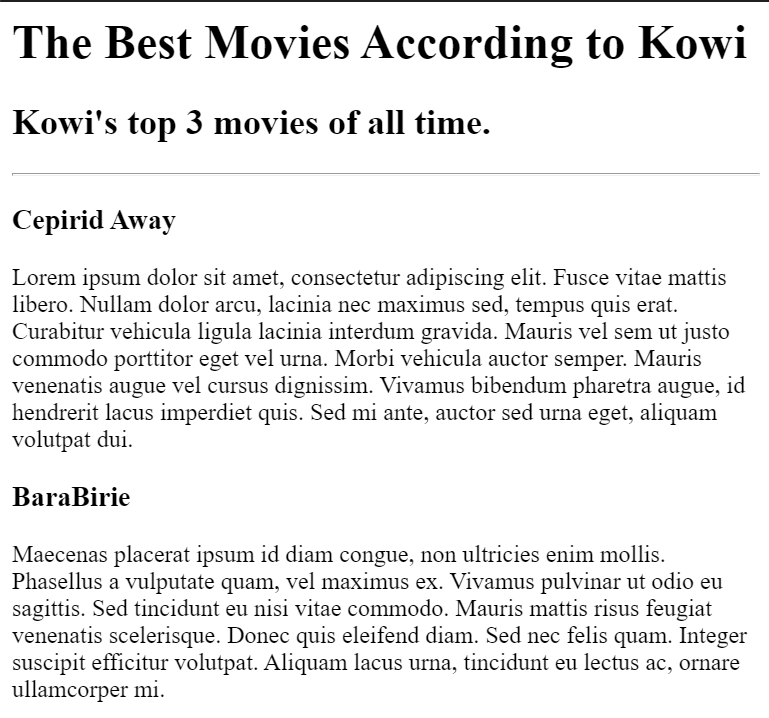 The Best Movies According to Kowi
Kowi's top 3 movies of all time.
Cepirid Away
Lorem ipsum dolor sit amet, consectetur adipiscing elit. Fusce vitae mattis
libero. Nullam dolor arcu, lacinia nec maximus sed, tempus quis erat.
Curabitur vehicula ligula lacinia interdum gravida. Mauris vel sem ut justo
commodo porttitor eget vel urna. Morbi vehicula auctor semper. Mauris
venenatis augue vel cursus dignissim. Vivamus bibendum pharetra augue, id
hendrerit lacus imperdiet quis. Sed mi ante, auctor sed urna eget, aliquam
volutpat dui.
BaraBirie
Maecenas placerat ipsum id diam congue, non ultricies enim mollis.
Phasellus a vulputate quam, vel maximus ex. Vivamus pulvinar ut odio eu
sagittis. Sed tincidunt eu nisi vitae commodo. Mauris mattis risus feugiat
venenatis scelerisque. Donec quis eleifend diam. Sed nec felis quam. Integer
suscipit efficitur volutpat. Aliquam lacus urna, tincidunt eu lectus ac, ornare
ullamcorper mi.